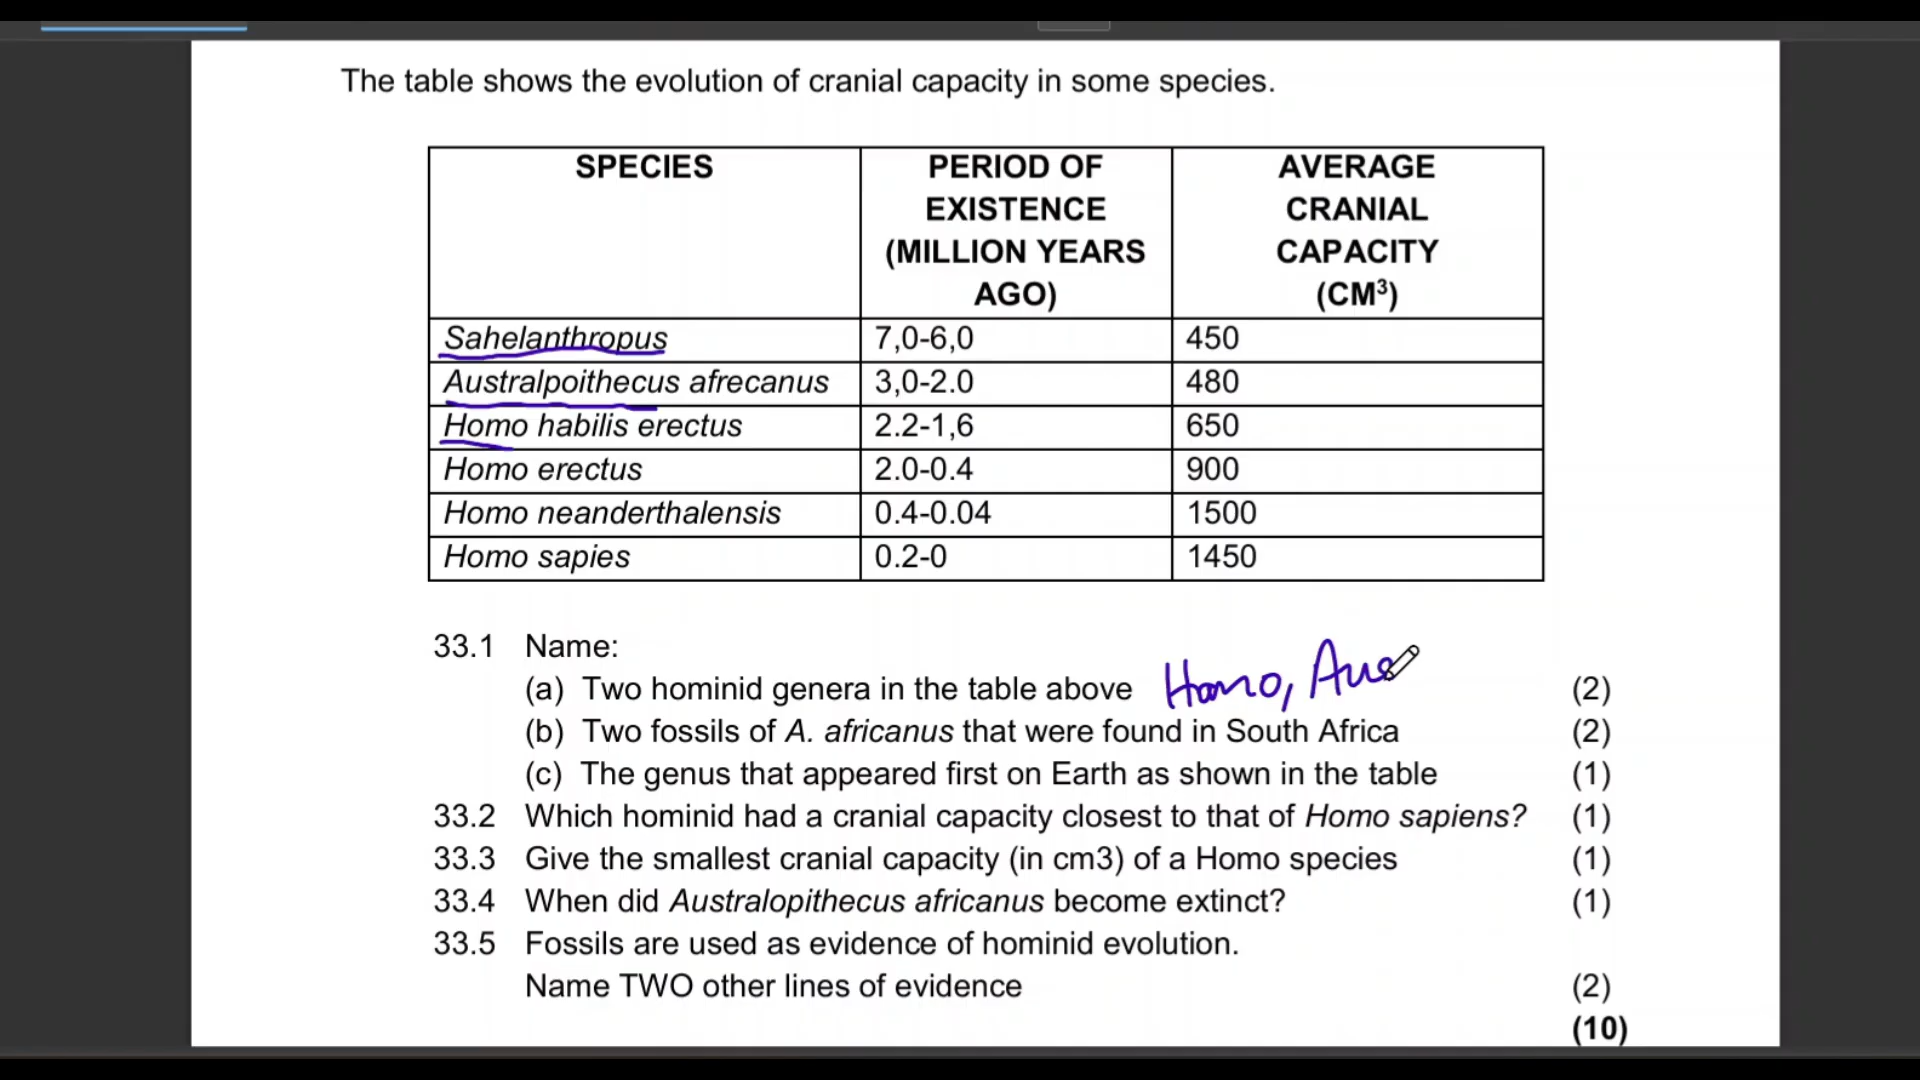 The table shows the evolution of cranial capacity in some species.
SPECIES PERIOD OF EXISTENCE (MILLION YEARS AGO) AVERAGE CRANIAL CAPACITY (CM³)
Sahelanthropus 7,0-6,0 450
Australpoithecus afrecanus 3,0-2.0 480
Homo habilis erectus 2.2-1,6 650
Homo erectus 2.0-0.4 900
Homo neanderthalensis 0.4-0.04 1500
Homo sapies 0.2-0 1450
33.1 Name:
(a) Two hominid genera in the table above Homo, Aus (2)
(b) Two fossils of A. africanus that were found in South Africa (2)
(c) The genus that appeared first on Earth as shown in the table (1)
33.2 Which hominid had a cranial capacity closest to that of Homo sapiens? (1)
33.3 Give the smallest cranial capacity (in cm3) of a Homo species (1)
33.4 When did Australopithecus africanus become extinct? (1)
33.5 Fossils are used as evidence of hominid evolution.
Name TWO other lines of evidence (2)
(10)